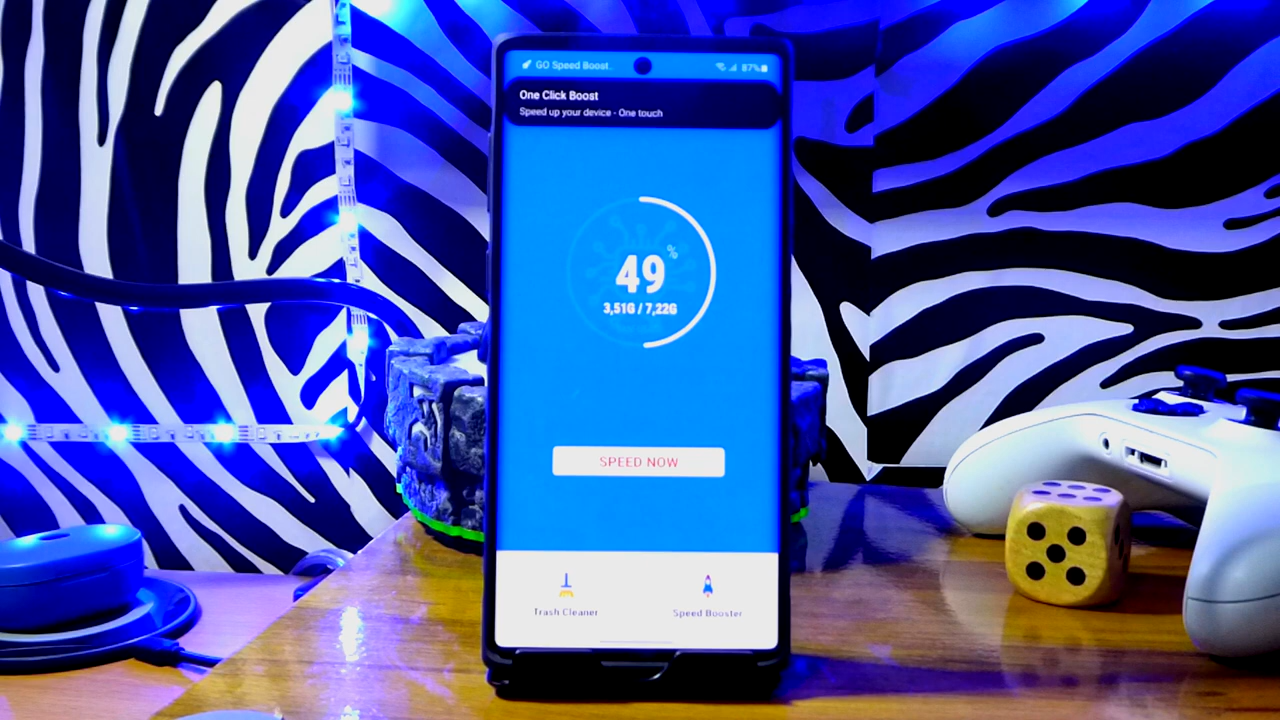 GO Speed Boost..
87%
One Click Boost
Speed up your device - One touch
%
49
3,51G / 7,22G
SPEED NOW
Trash Cleaner
Speed Booster